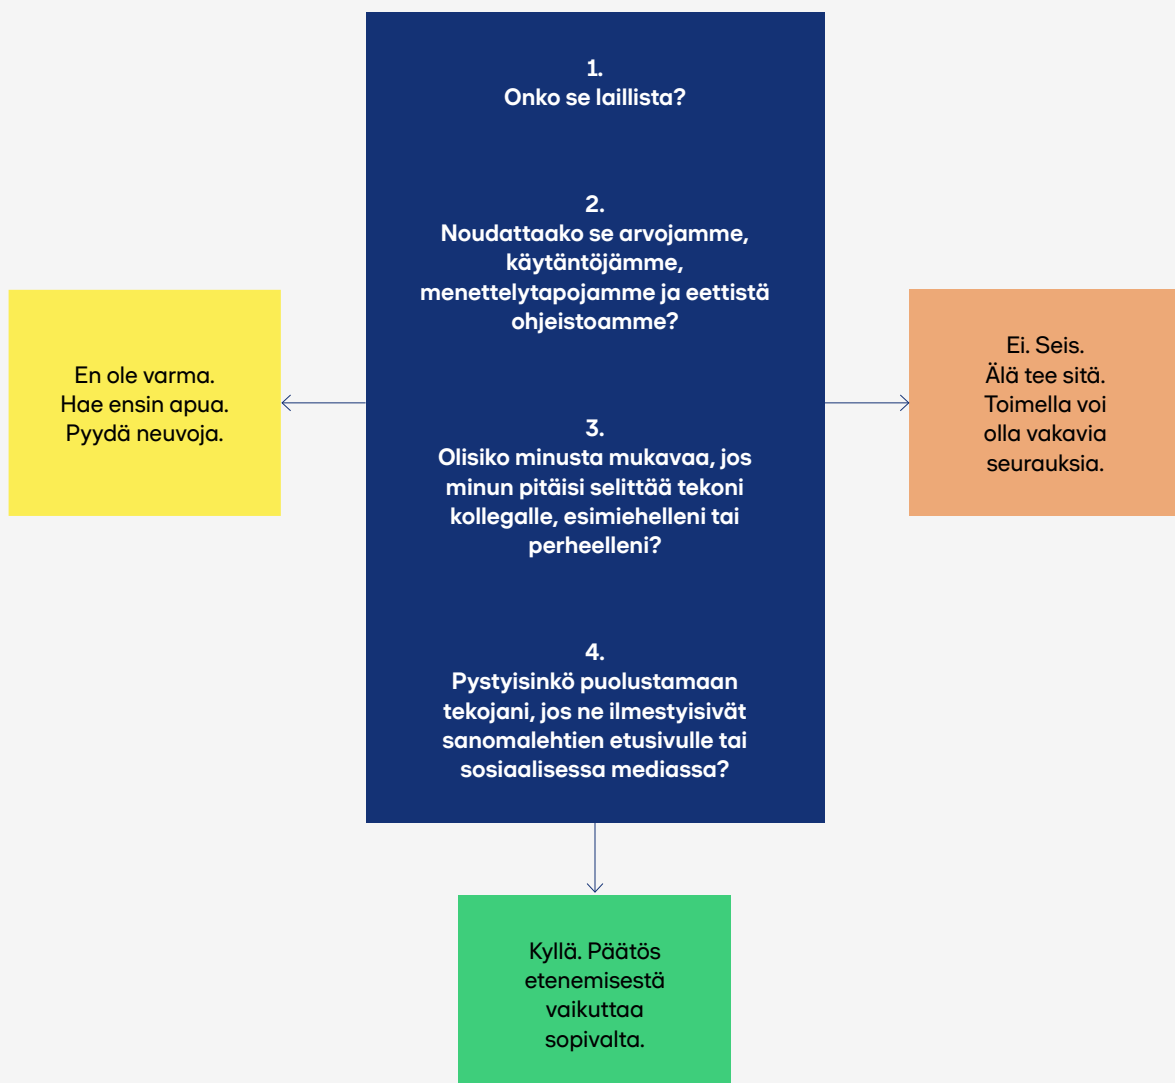 1.
Onko se laillista?
2.
Noudattaako se arvojamme,
käytäntöjämme,
menettelytapojamme ja eettistä
ohjeistoamme?
3.
Olisiko minusta mukavaa, jos
minun pitäisi selittää tekoni
kollegalle, esimiehelleni tai
perheelleni?
4.
Pystyisinkö puolustamaan
tekojani, jos ne ilmestyisivät
sanomalehtien etusivulle tai
sosiaalisessa mediassa?
En ole varma.
Hae ensin apua.
Pyydä neuvoja.
Ei. Seis.
Älä tee sitä.
Toimella voi
olla vakavia
seurauksia.
Kyllä. Päätös
etenemisestä
vaikuttaa
sopivalta.